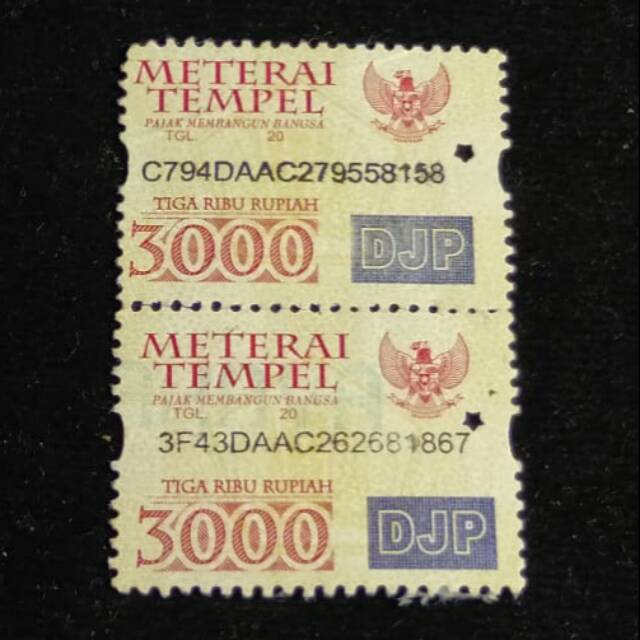 METERAI
TEMPEL
PAJAK MEMBANGUN BANGSA
TGL. 20
C794DAAC279558158
TIGA RIBU RUPIAH
3000 DJP
METERAI
TEMPEL
PAJAK MEMBANGUN BANGSA
TGL. 20
3F43DAAC262681867
TIGA RIBU RUPIAH
3000 DJP